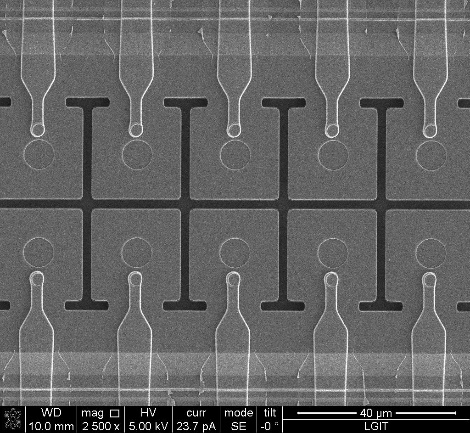 WD mag □ HV curr mode tilt 40 µm
10.0 mm 2 500 x 5.00 kV 23.7 pA SE -0 ° LGIT